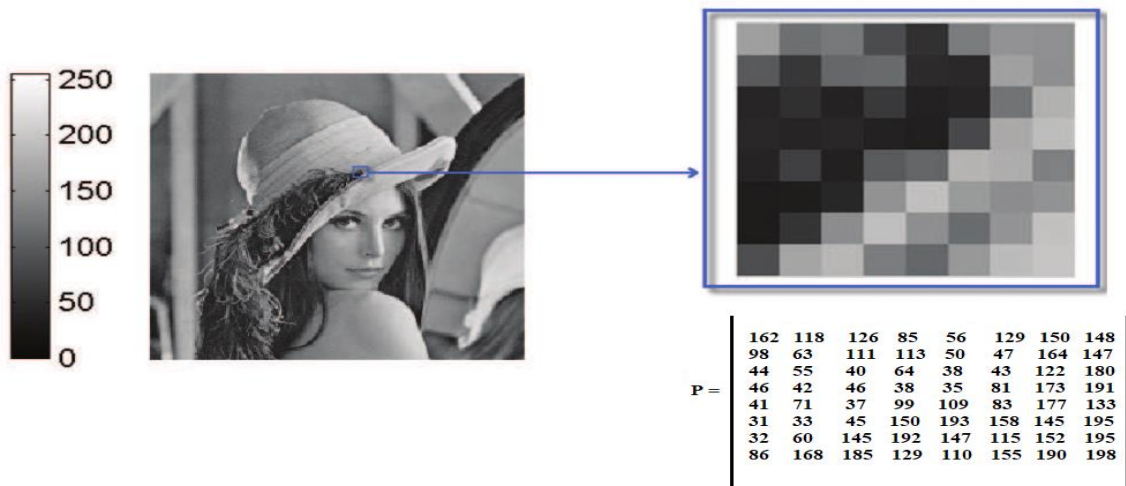 250
200
150
100
50
0
P =
162 118 126 85 56 129 150 148
98 63 111 113 50 47 164 147
44 55 40 64 38 43 122 180
46 42 46 38 35 81 173 191
41 71 37 99 109 83 177 133
31 33 45 150 193 158 145 195
32 60 145 192 147 115 152 195
86 168 185 129 110 155 190 198